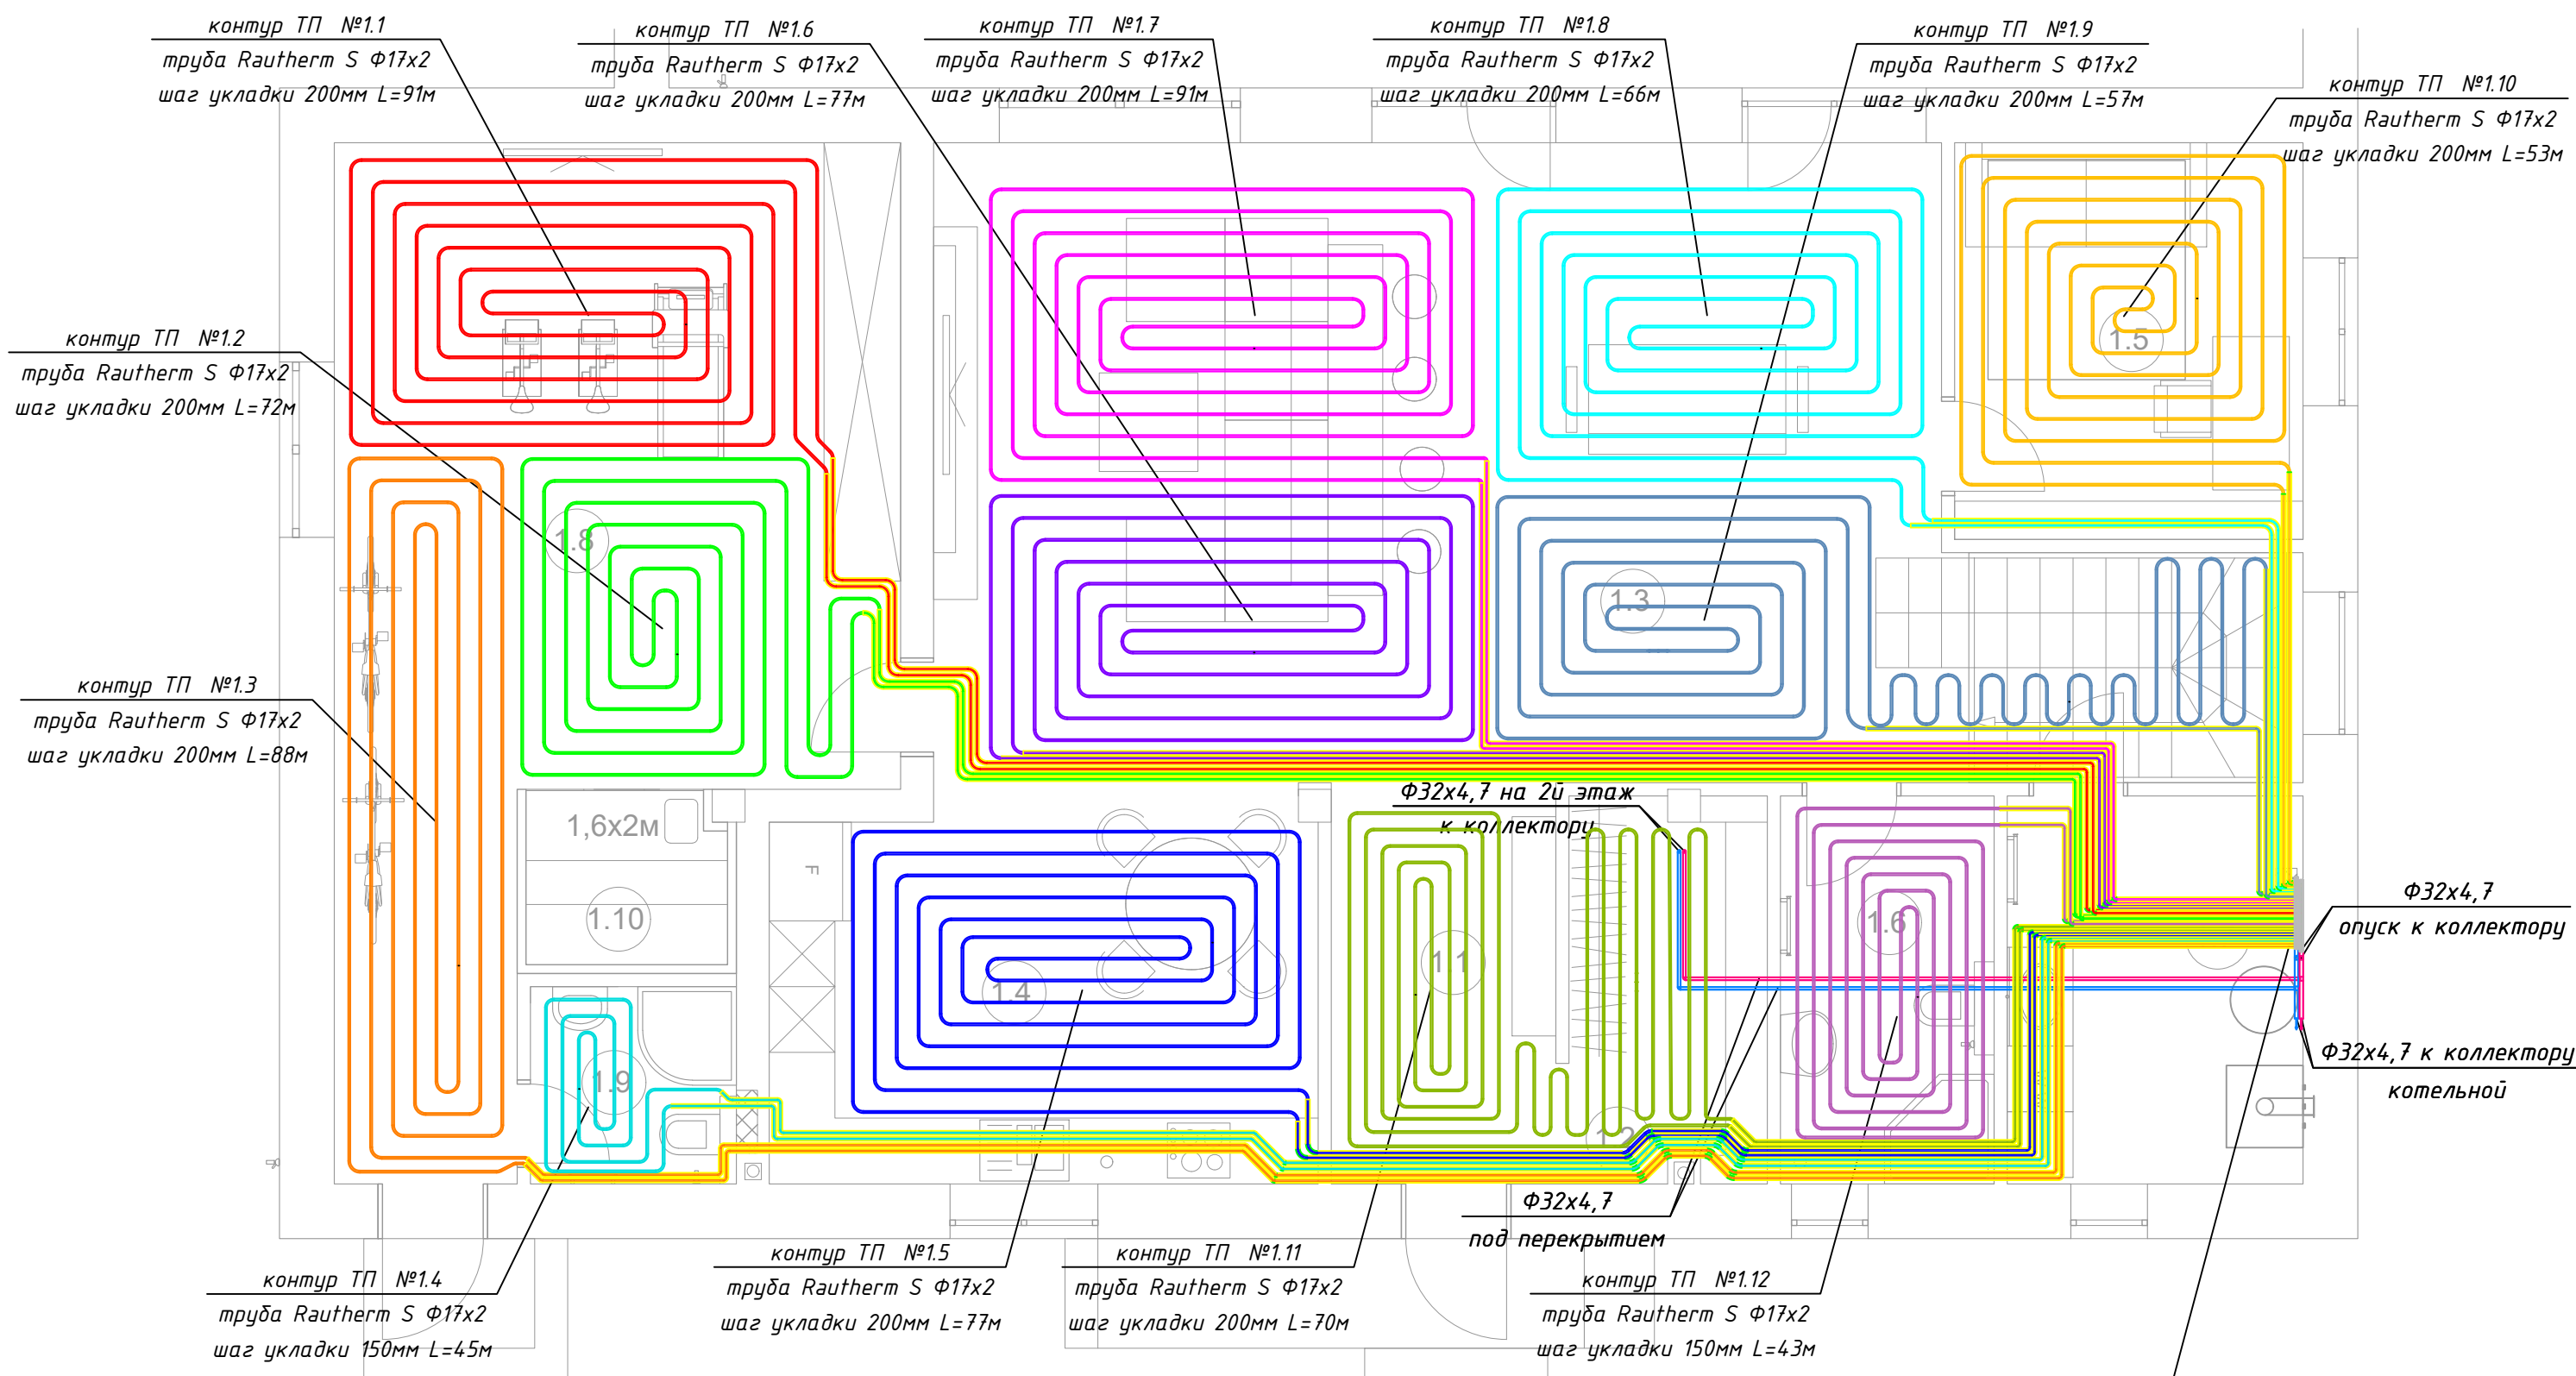 контур ТП №1.1
труба Rautherm S Ф17х2
шаг укладки 200мм L=91м
контур ТП №1.6
труба Rautherm S Ф17х2
шаг укладки 200мм L=77м
контур ТП №1.7
труба Rautherm S Ф17х2
шаг укладки 200мм L=91м
контур ТП №1.8
труба Rautherm S Ф17х2
шаг укладки 200мм L=66м
контур ТП №1.9
труба Rautherm S Ф17х2
шаг укладки 200мм L=57м
контур ТП №1.10
труба Rautherm S Ф17х2
шаг укладки 200мм L=53м
контур ТП №1.2
труба Rautherm S Ф17х2
шаг укладки 200мм L=72м
1.5
1.8
1.3
контур ТП №1.3
труба Rautherm S Ф17х2
шаг укладки 200мм L=88м
Ф32х4,7 на 2й этаж
к коллектору
1,6х2м
F
1.10
1.4
1.1
1.6
Ф32х4,7
опуск к коллектору
Ф32х4,7 к коллектору
котельной
1.9
1.2
Ф32х4,7
под перекрытием
контур ТП №1.4
труба Rautherm S Ф17х2
шаг укладки 150мм L=45м
контур ТП №1.5
труба Rautherm S Ф17х2
шаг укладки 200мм L=77м
контур ТП №1.11
труба Rautherm S Ф17х2
шаг укладки 200мм L=70м
контур ТП №1.12
труба Rautherm S Ф17х2
шаг укладки 150мм L=43м